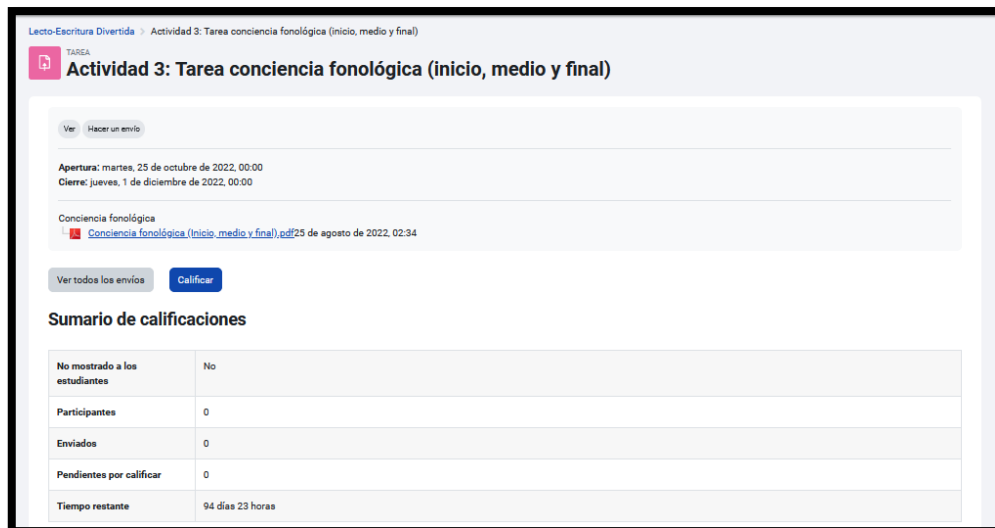 Lecto-Escritura Divertida > Actividad 3: Tarea conciencia fonológica (inicio, medio y final)
TAREA
Actividad 3: Tarea conciencia fonológica (inicio, medio y final)
Ver Hacer un envío
Apertura: martes, 25 de octubre de 2022, 00:00
Cierre: jueves, 1 de diciembre de 2022, 00:00
Conciencia fonológica
Conciencia fonológica (Inicio, medio y final).pdf25 de agosto de 2022, 02:34
Ver todos los envíos Calificar
Sumario de calificaciones
No mostrado a los No
estudiantes
Participantes 0
Enviados 0
Pendientes por calificar 0
Tiempo restante 94 días 23 horas